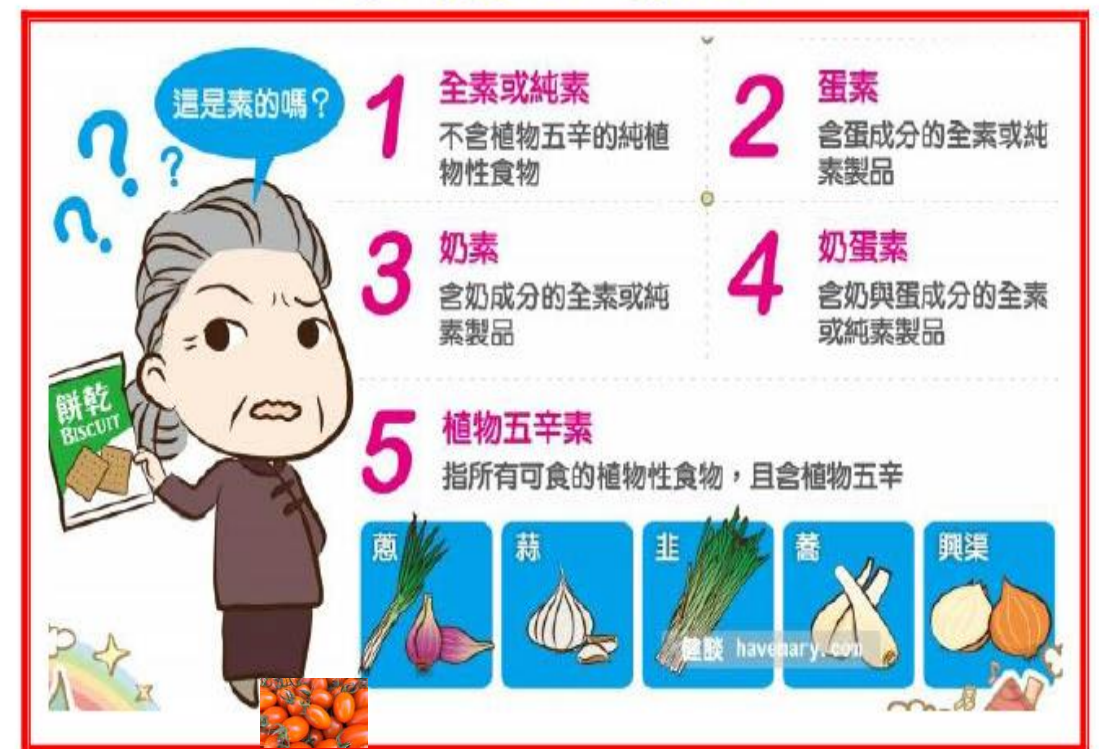 這是素的嗎?
1 全素或純素
不含植物五辛的純植
物性食物
2 蛋素
含蛋成分的全素或純
素製品
3 奶素
含奶成分的全素或純
素製品
4 奶蛋素
含奶與蛋成分的全素
或純素製品
餅乾
BISCUIT
5 植物五辛素
指所有可食的植物性食物，且含植物五辛
蔥
蒜
韭
蕎
興渠
健談 havemary.com